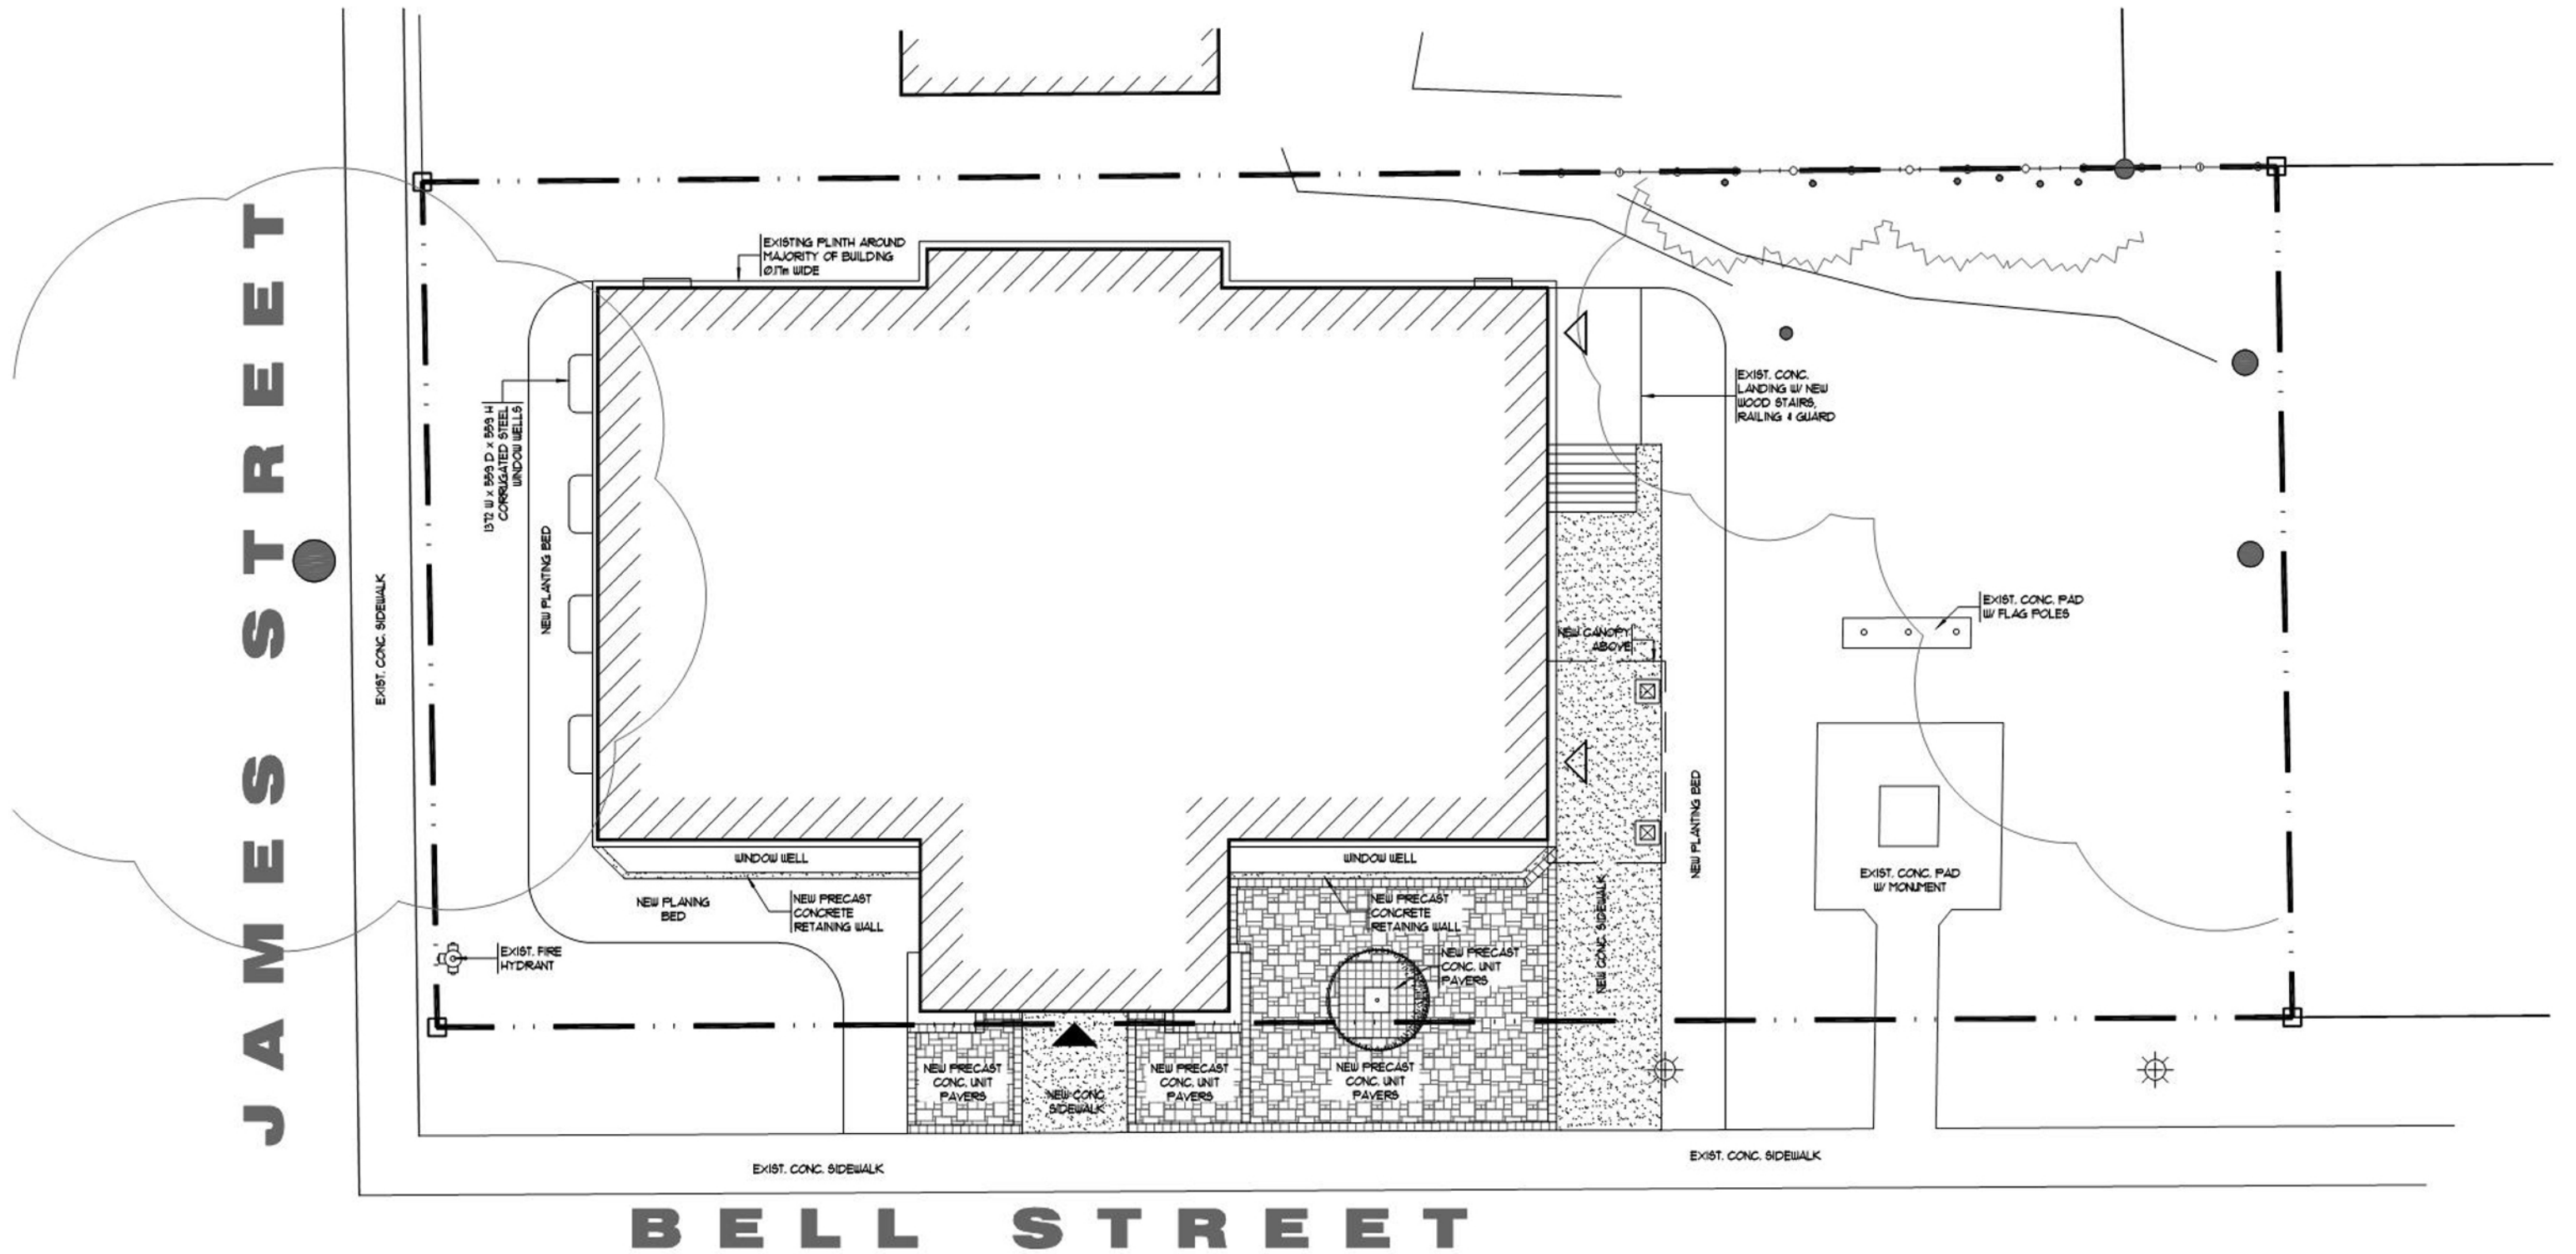 EXISTING PLINTH AROUND
MAJORITY OF BUILDING
0.17m WIDE
JAMES STREET
1372 W x 559 D x 559 H
CORRUGATED STEEL
WINDOW WELLS
NEW PLANTING BED
EXIST. CONC. SIDEWALK
EXIST. CONC.
LANDING W/ NEW
WOOD STAIRS,
RAILING & GUARD
NEW CANOPY
ABOVE
EXIST. CONC. PAD
W/ FLAG POLES
NEW PLANTING BED
EXIST. CONC. PAD
W/ MONUMENT
WINDOW WELL
WINDOW WELL
NEW PLANING
BED
NEW PRECAST
CONCRETE
RETAINING WALL
NEW PRECAST
CONCRETE
RETAINING WALL
NEW CONC. SIDEWALK
EXIST. FIRE
HYDRANT
NEW PRECAST
CONC. UNIT
PAVERS
NEW PRECAST
CONC. UNIT
PAVERS
NEW CONC.
SIDEWALK
NEW PRECAST
CONC. UNIT
PAVERS
NEW PRECAST
CONC. UNIT
PAVERS
EXIST. CONC. SIDEWALK
EXIST. CONC. SIDEWALK
BELL STREET